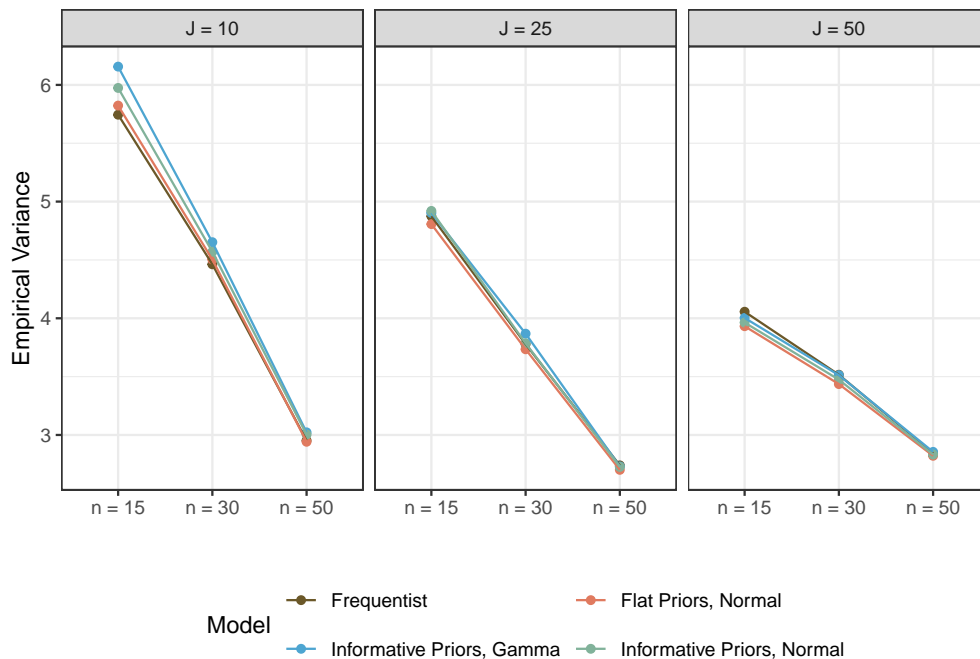 J = 10
J = 25
J = 50
Empirical Variance
6
5
4
3
n = 15
n = 30
n = 50
n = 15
n = 30
n = 50
n = 15
n = 30
n = 50
Model
Frequentist
Flat Priors, Normal
Informative Priors, Gamma
Informative Priors, Normal